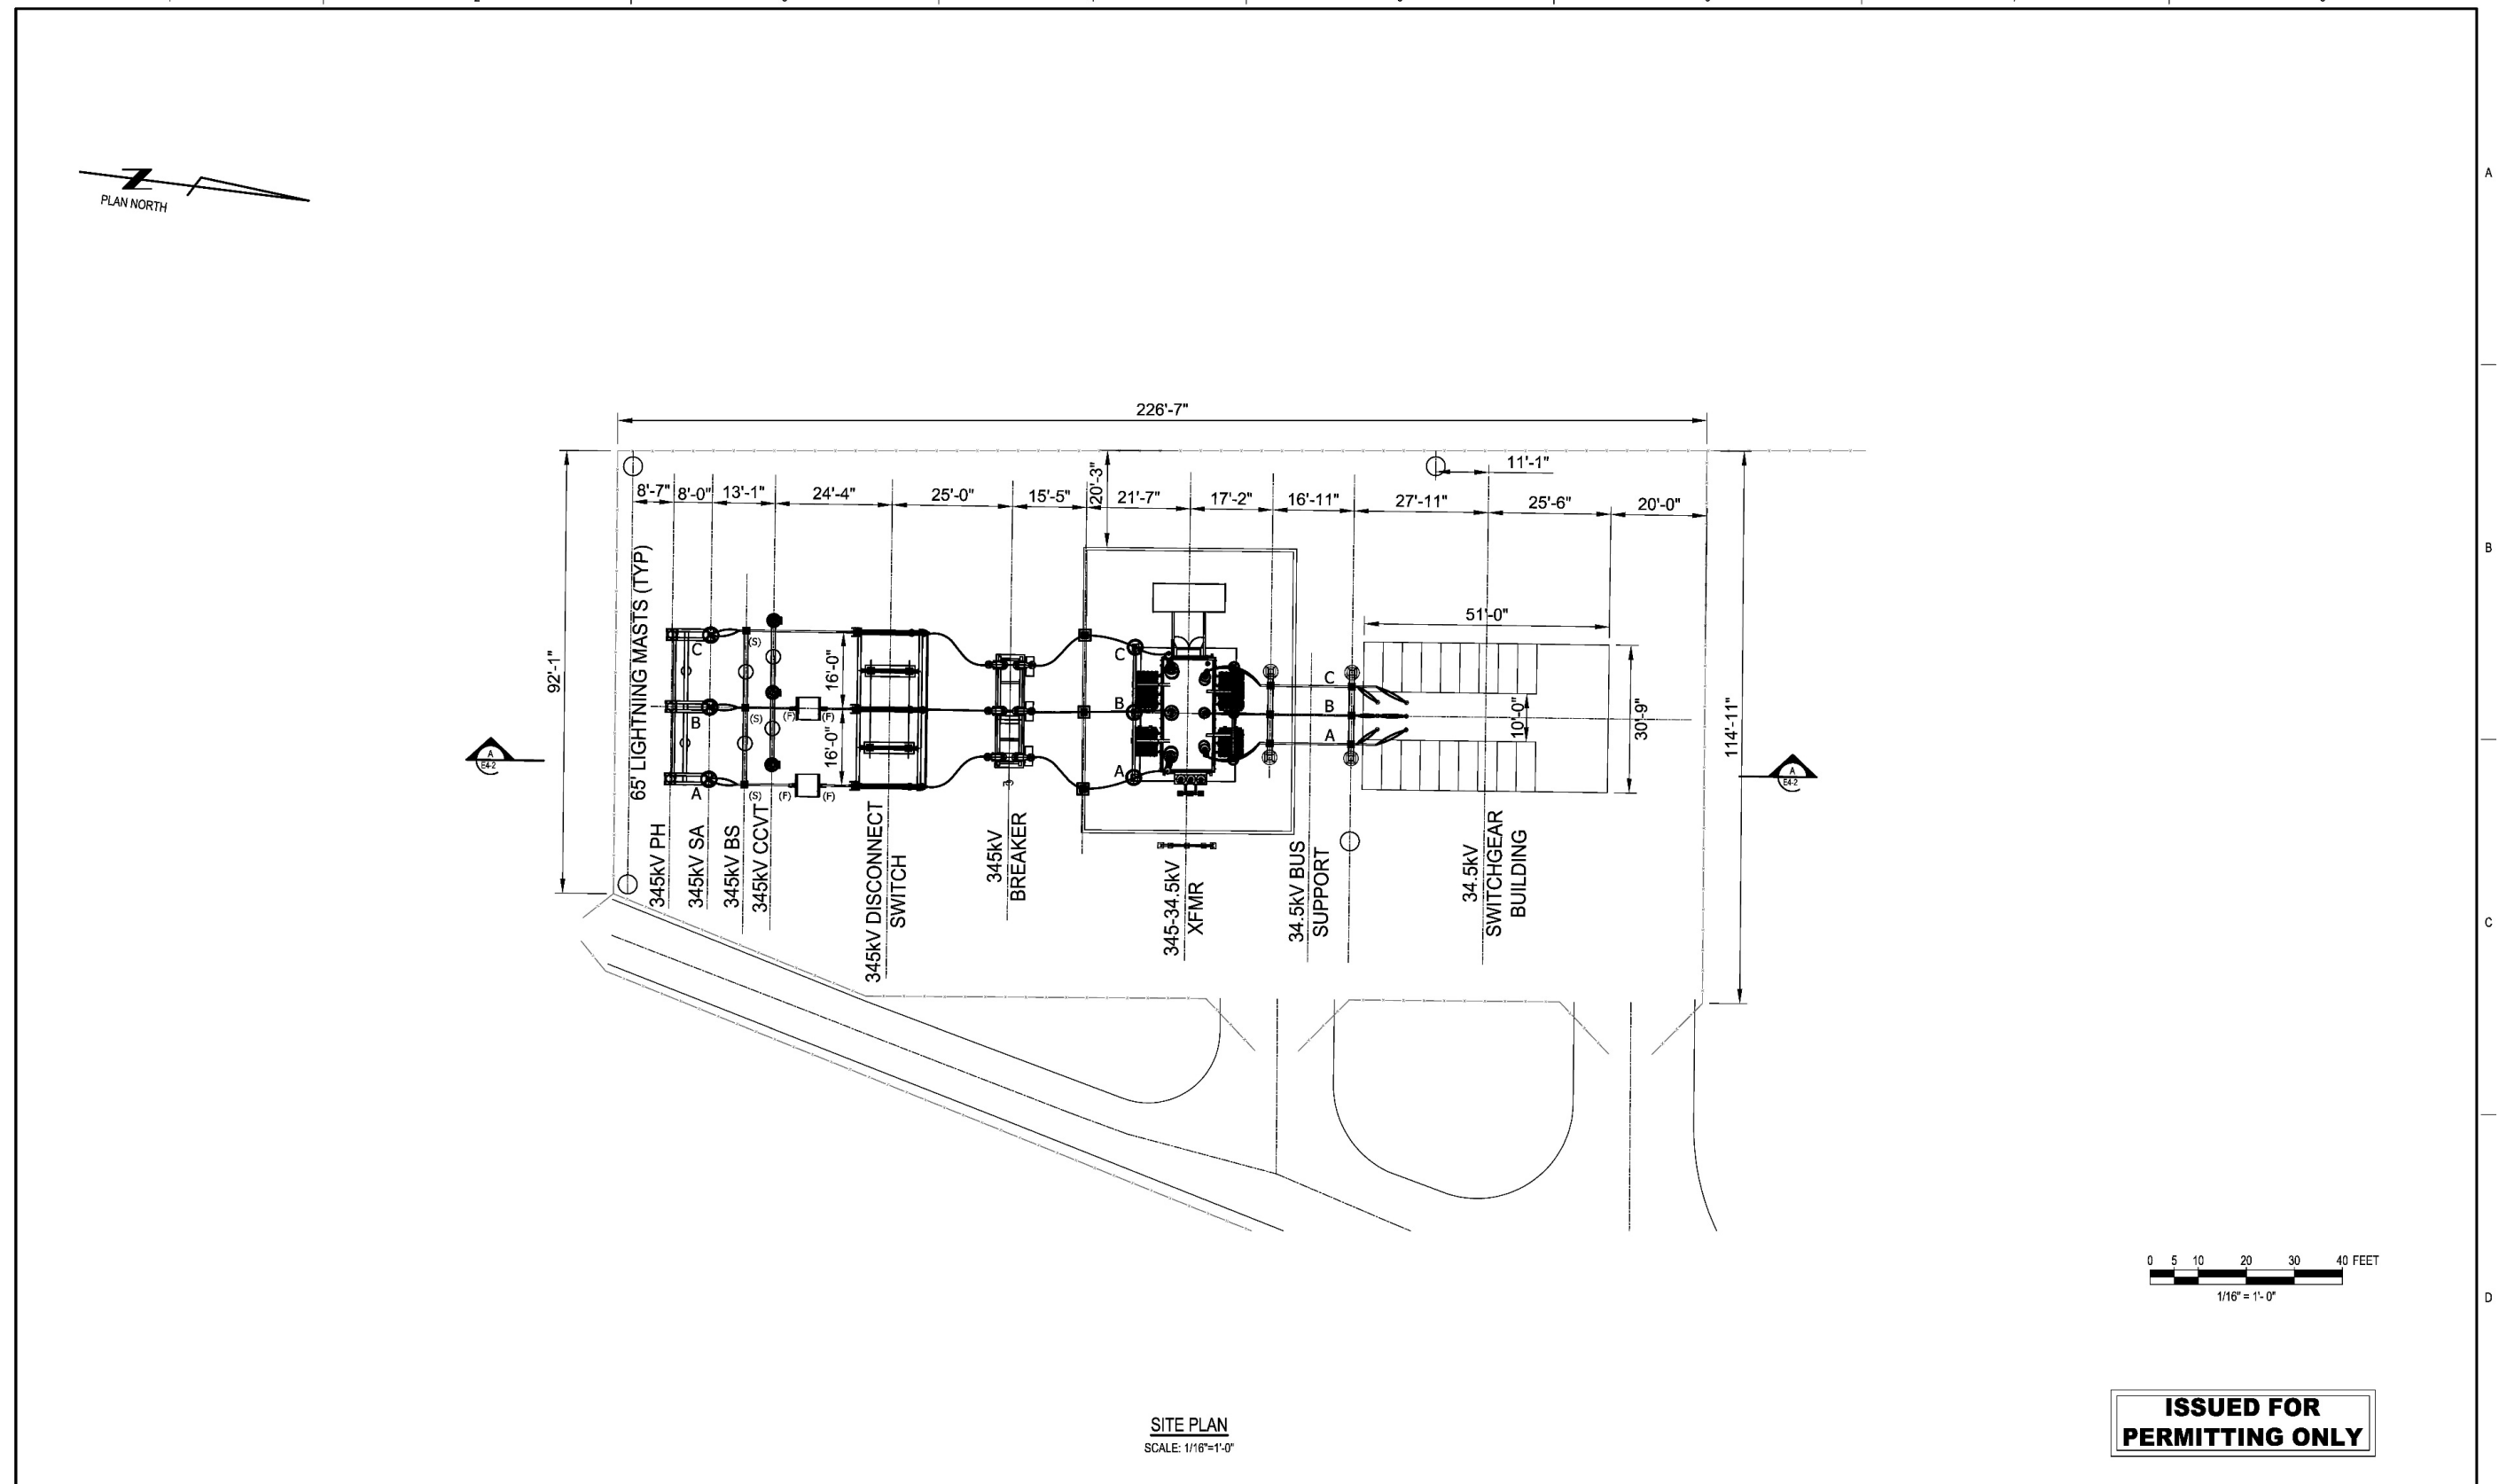 A
PLAN NORTH
226'-7"
11'-1"
20'-3"
8'-7"
8'-0"
13'-1"
24'-4"
25'-0"
15'-5"
21'-7"
17'-2"
16'-11"
27'-11"
25'-6"
20'-0"
B
65' LIGHTNING MASTS (TYP)
92'-1"
51'-0"
16'-0"
16'-0"
10'-0"
30'-9"
114'-11"
C
B
A
(S)
(S)
(S)
(F)
(F)
(F)
(F)
C
B
A
C
B
A
A
E4-2
A
E4-2
345kV PH
345kV SA
345kV BS
345kV CCVT
345kV DISCONNECT
SWITCH
345kV
BREAKER
345-34.5kV
XFMR
34.5kV BUS
SUPPORT
34.5kV
SWITCHGEAR
BUILDING
C
0 5 10 20 30 40 FEET
1/16" = 1'- 0"
D
SITE PLAN
SCALE: 1/16"=1'-0"
ISSUED FOR
PERMITTING ONLY